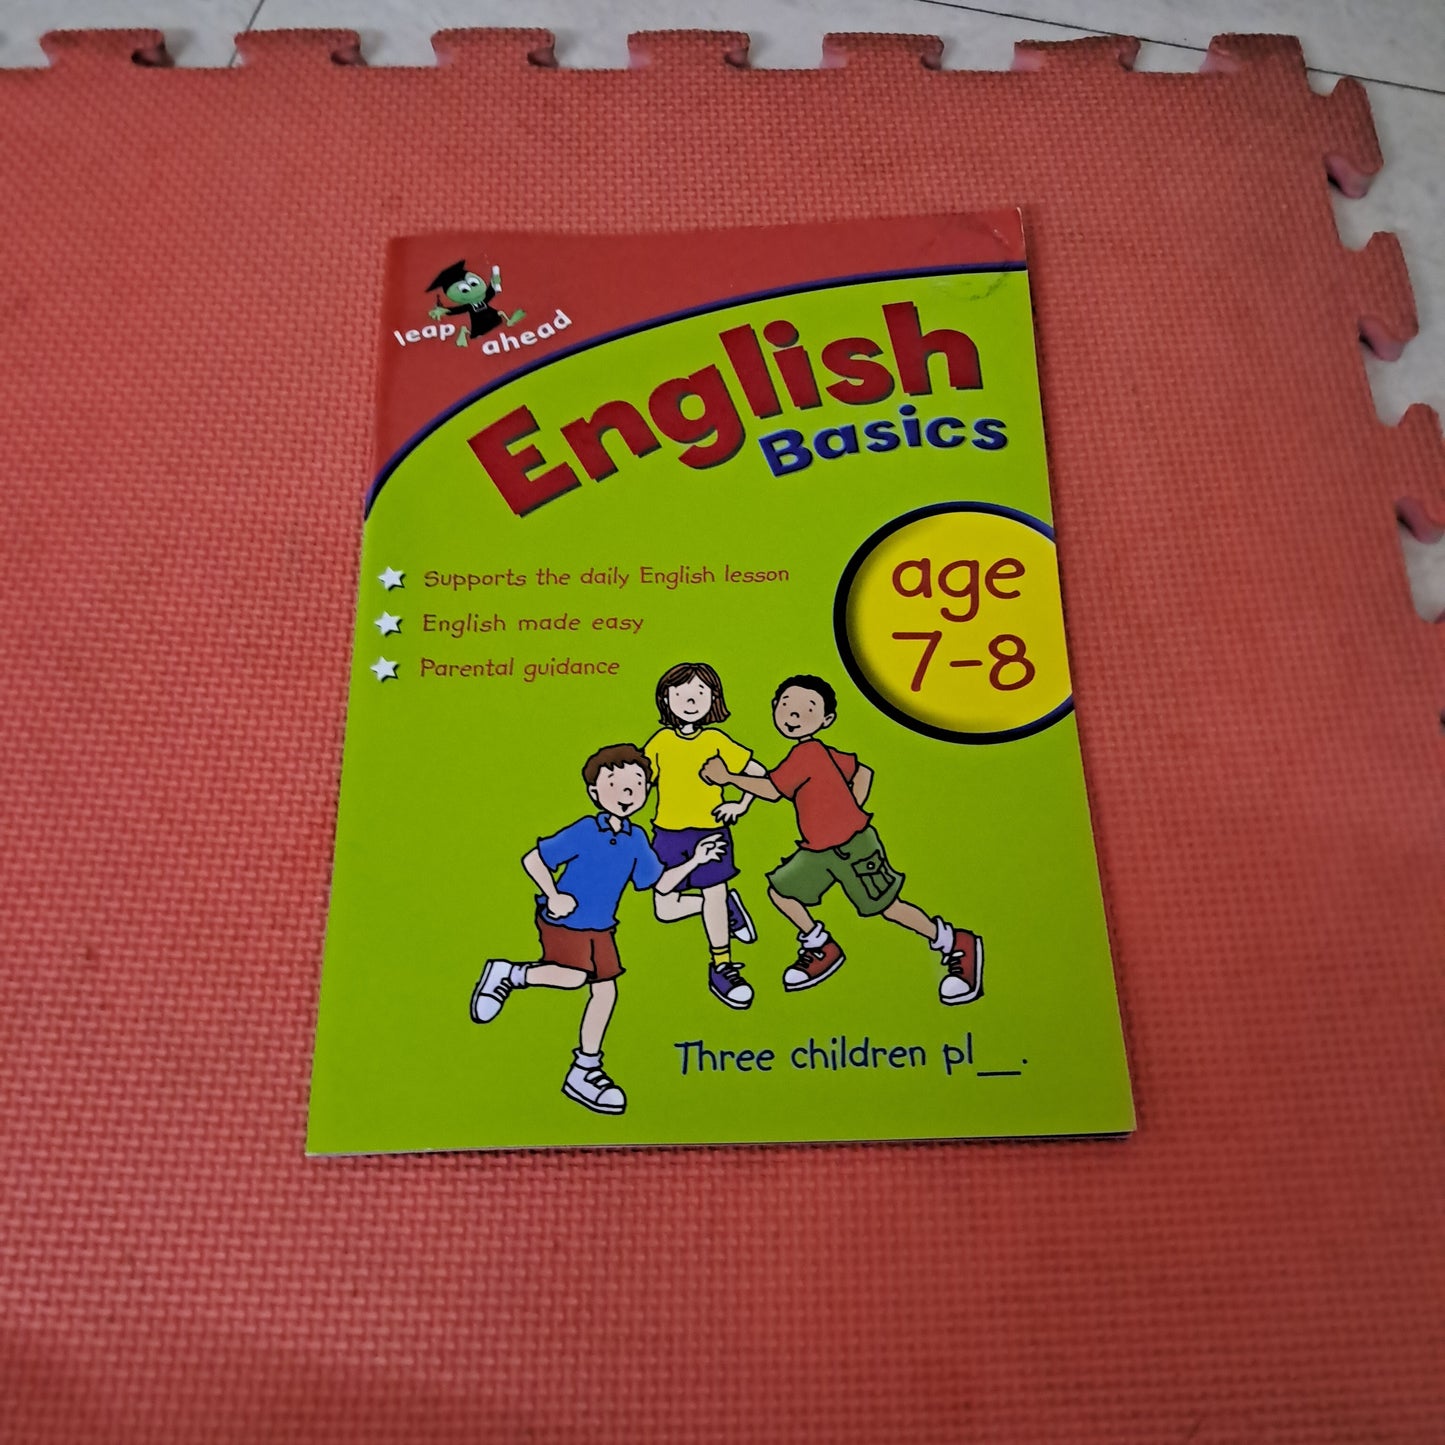 leap
ahead
English
Basics
age
7-8
Supports the daily English lesson
English made easy
Parental guidance
Three children pl__.